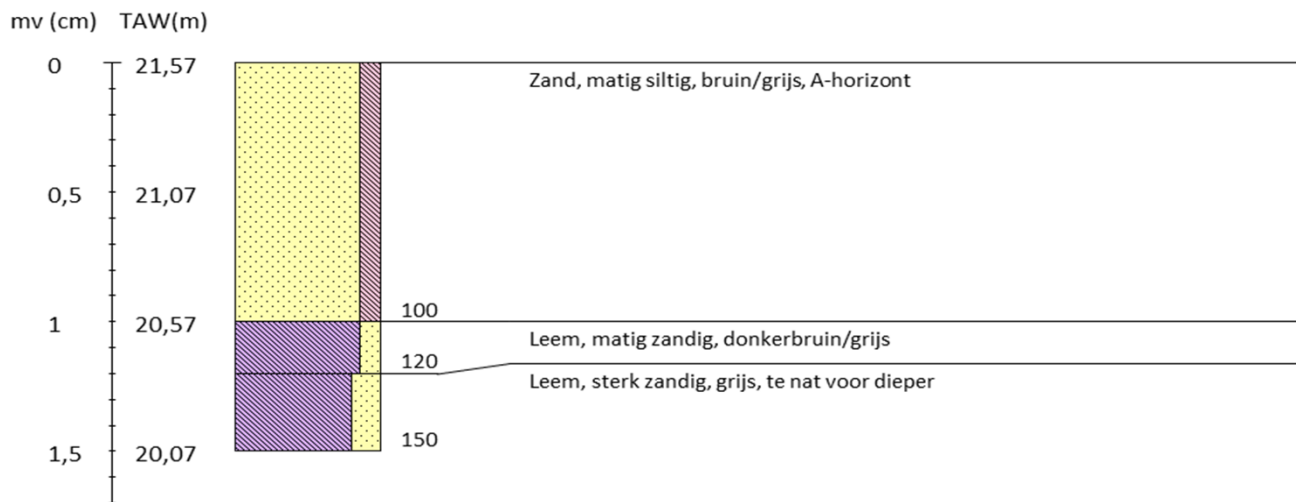 mv (cm) TAW(m)
0 21,57
Zand, matig siltig, bruin/grijs, A-horizont
0,5 21,07
100
1 20,57
Leem, matig zandig, donkerbruin/grijs
120
Leem, sterk zandig, grijs, te nat voor dieper
150
1,5 20,07